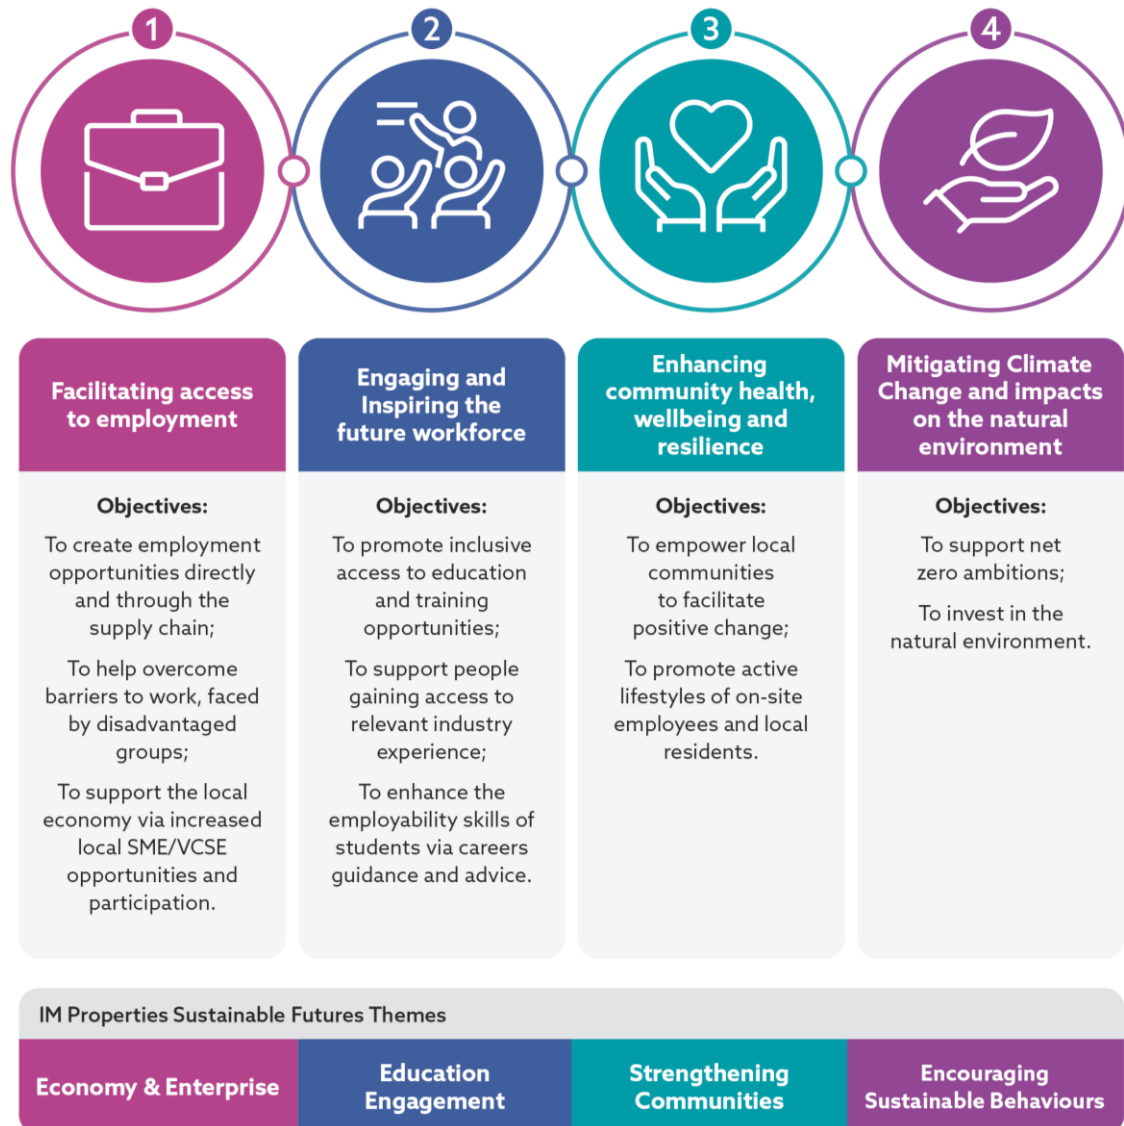 1
2
3
4
Facilitating access
to employment
Objectives:
To create employment
opportunities directly
and through the
supply chain;
To help overcome
barriers to work, faced
by disadvantaged
groups;
To support the local
economy via increased
local SME/VCSE
opportunities and
participation.
Engaging and
Inspiring the
future workforce
Objectives:
To promote inclusive
access to education
and training
opportunities;
To support people
gaining access to
relevant industry
experience;
To enhance the
employability skills of
students via careers
guidance and advice.
Enhancing
community health,
wellbeing and
resilience
Objectives:
To empower local
communities
to facilitate
positive change;
To promote active
lifestyles of on-site
employees and local
residents.
Mitigating Climate
Change and impacts
on the natural
environment
Objectives:
To support net
zero ambitions;
To invest in the
natural environment.
IM Properties Sustainable Futures Themes
Economy & Enterprise
Education
Engagement
Strengthening
Communities
Encouraging
Sustainable Behaviours